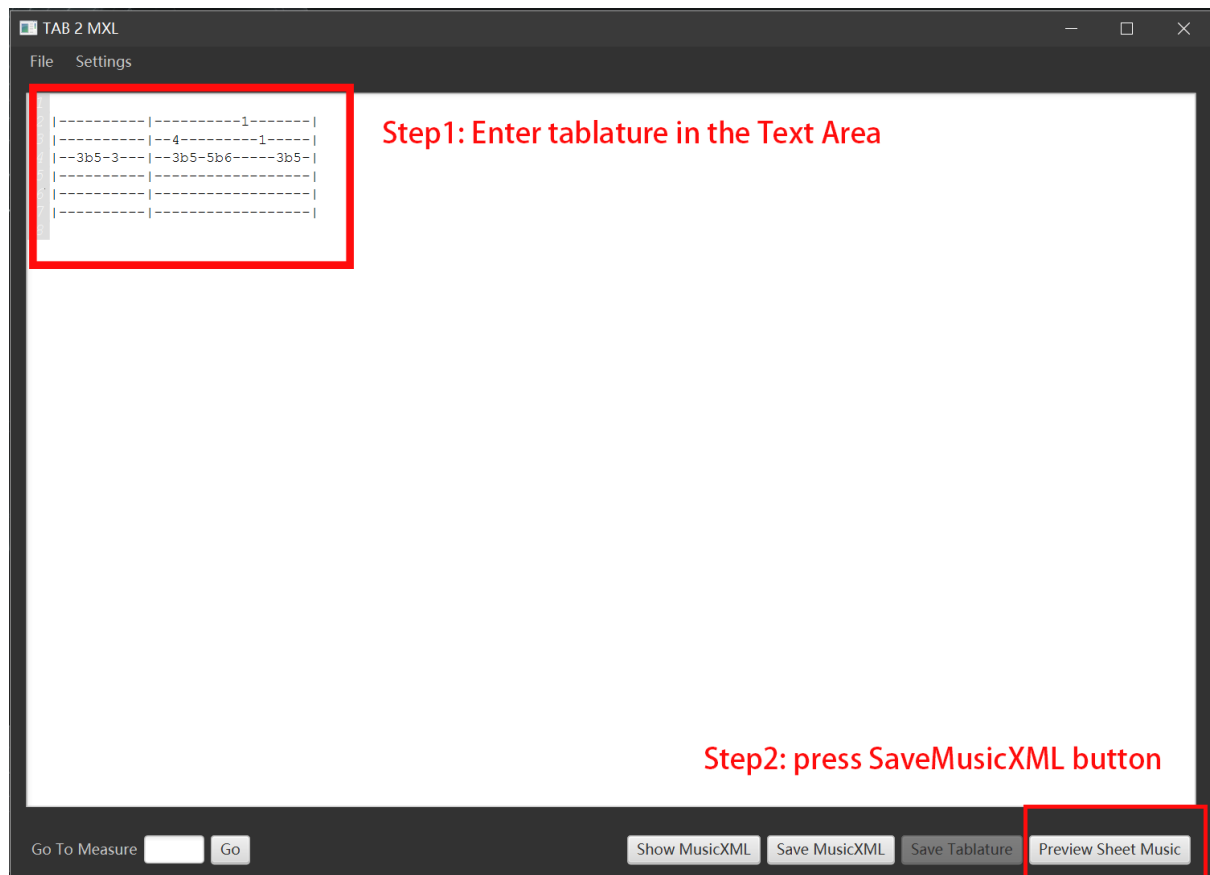 TAB 2 MXL
File Settings
|----------|----------1-------|
|----------|--4---------1-----|
|--3b5-3---|--3b5-5b6-----3b5-|
|----------|------------------|
|----------|------------------|
|----------|------------------|
Step1: Enter tablature in the Text Area
Step2: press SaveMusicXML button
Go To Measure Go Show MusicXML Save MusicXML Save Tablature Preview Sheet Music